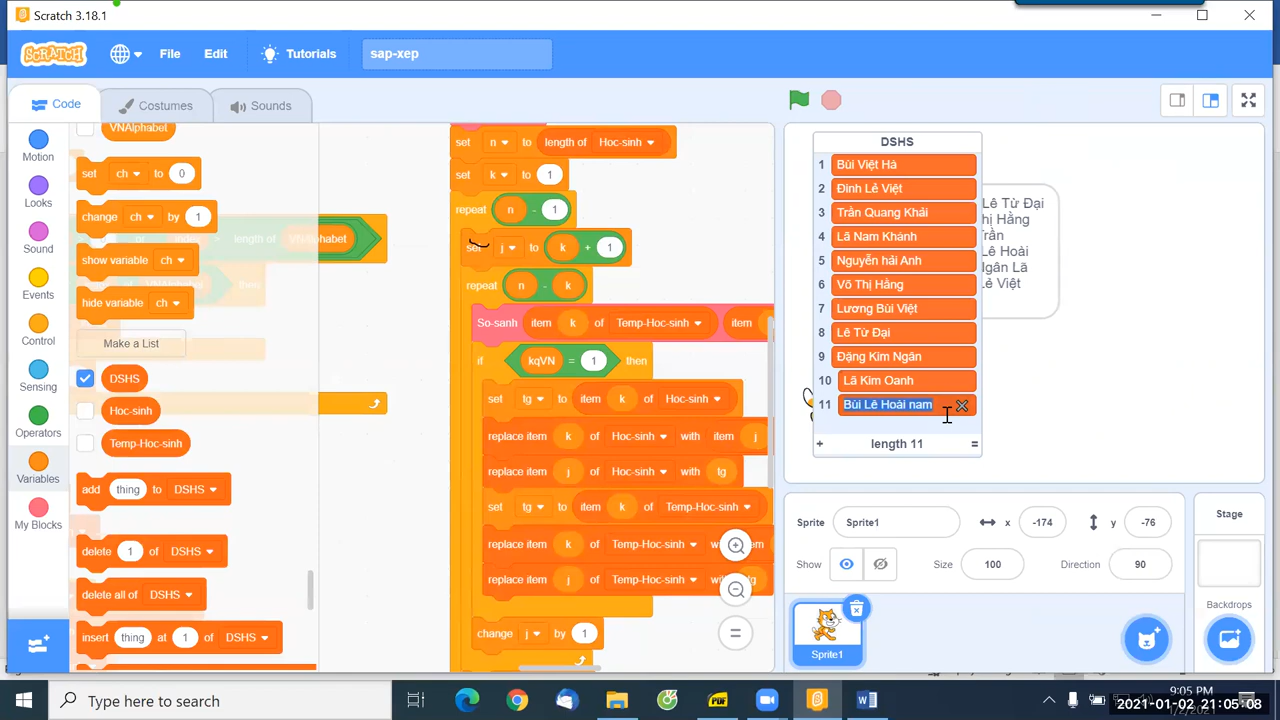 Scratch 3.18.1
SCRATCH
File
Edit
Tutorials
sap-xep
Code
Costumes
Sounds
Motion
Looks
Sound
Events
Control
Sensing
Operators
Variables
My Blocks
VNAlphabet
set ch to 0
change ch by 1
show variable ch
hide variable ch
Make a List
DSHS
Hoc-sinh
Temp-Hoc-sinh
add thing to DSHS
delete 1 of DSHS
delete all of DSHS
insert thing at 1 of DSHS
or index > length of VNAlphabet
then
set n to length of Hoc-sinh
set k to 1
repeat n - 1
set j to k + 1
repeat n - k
So-sanh item k of Temp-Hoc-sinh item
if kqVN = 1 then
set tg to item k of Hoc-sinh
replace item k of Hoc-sinh with item j
replace item j of Hoc-sinh with tg
set tg to item k of Temp-Hoc-sinh
replace item k of Temp-Hoc-sinh
replace item j of Temp-Hoc-sinh
change j by 1
DSHS
1 Bùi Việt Hà
2 Đinh Lê Việt
3 Trần Quang Khải
4 Lã Nam Khánh
5 Nguyễn hải Anh
6 Võ Thị Hằng
7 Lương Bùi Việt
8 Lê Từ Đại
9 Đặng Kim Ngân
10 Lã Kim Oanh
11 Bùi Lê Hoài nam
+ length 11 =
Lê Từ Đại
Hằng
Lê Hoài
Ngân Lã
Lê Việt
Sprite
Sprite1
x
-174
y
-76
Show
Size
100
Direction
90
Sprite1
Stage
Backdrops
Type here to search
PDF
9:05 PM
2021-01-02 21:05:08